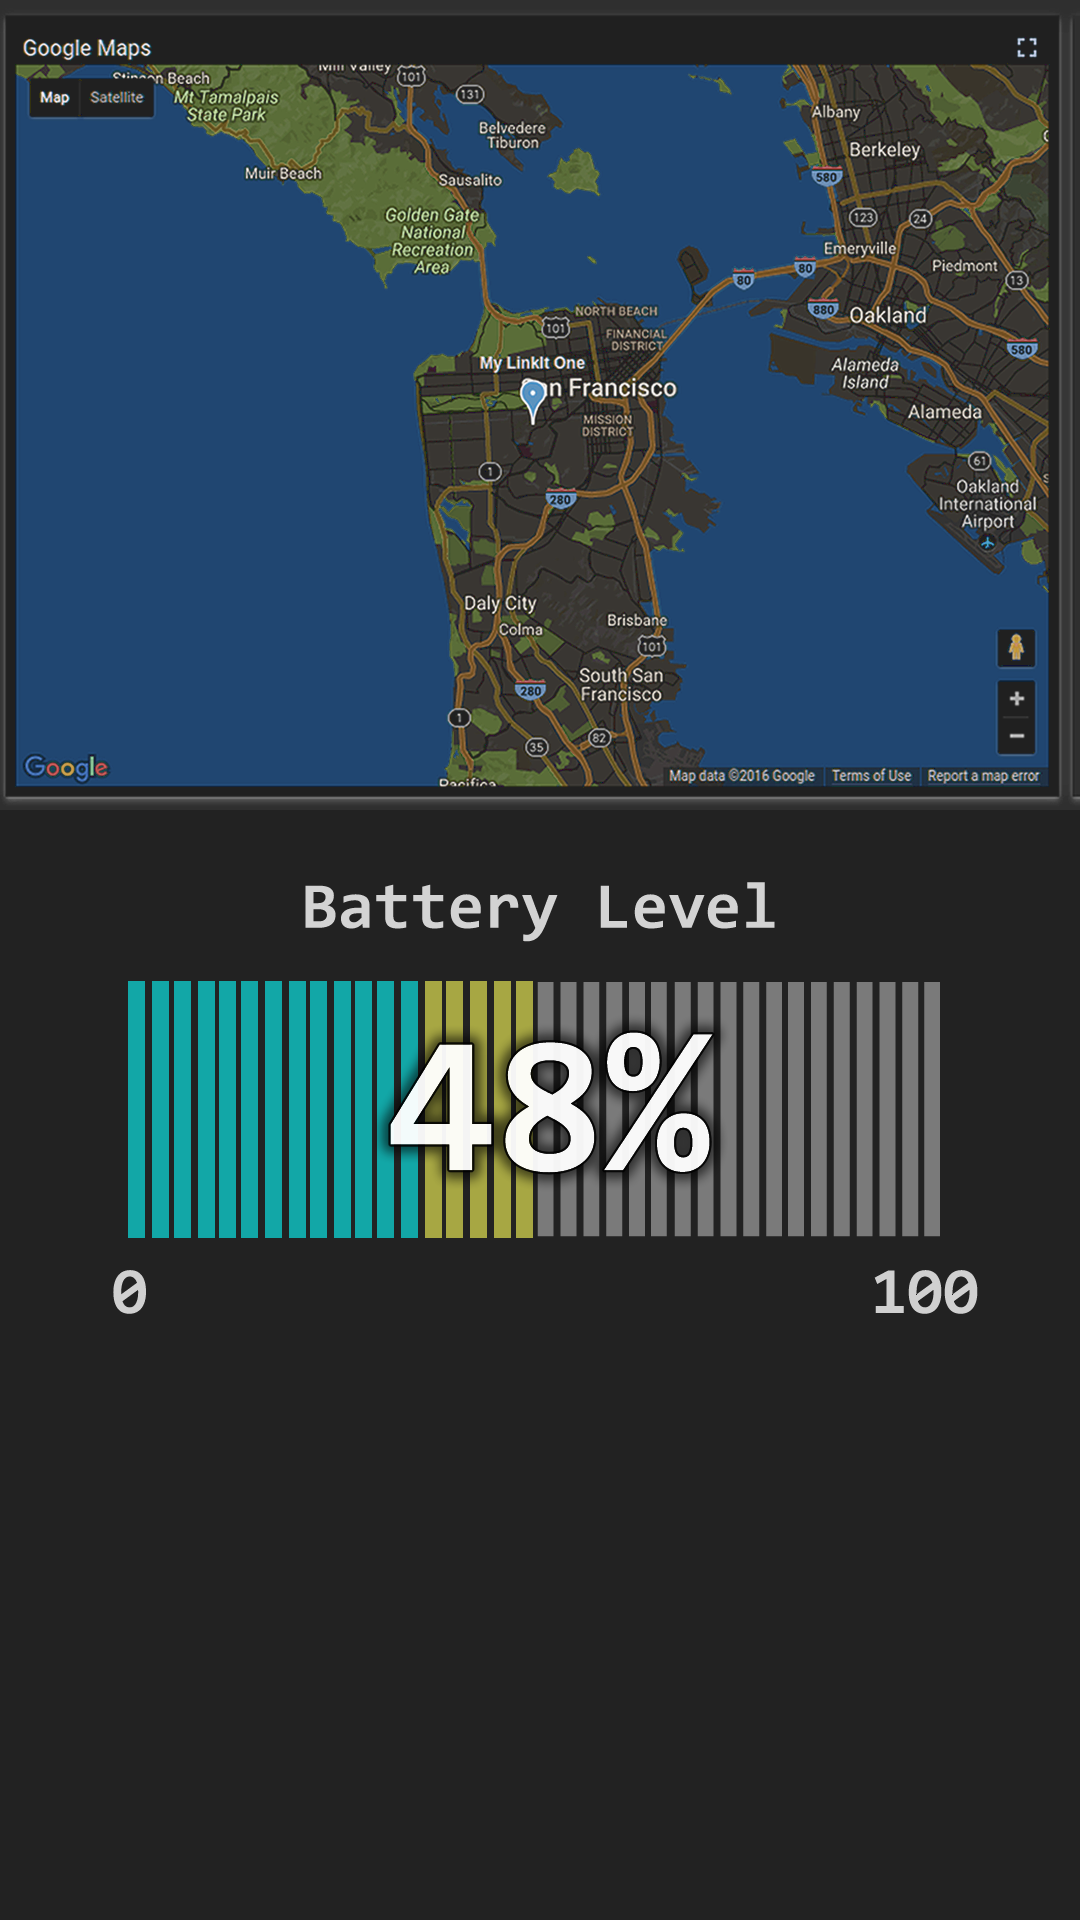 Google Maps
Stinson Beach
Mill Valley
101
Map
Satellite
Mt Tamalpais
State Park
131
Albany
Belvedere
Tiburon
Berkeley
Muir Beach
Sausalito
580
Golden Gate
National
Recreation
Area
123
24
Emeryville
Piedmont
80
80
13
NORTH BEACH
880
Oakland
101
FINANCIAL
DISTRICT
580
My LinkIt One
San Francisco
Alameda
Island
MISSION
DISTRICT
Alameda
1
61
280
Oakland
International
Airport
Daly City
Colma
Brisbane
101
South San
Francisco
280
1
35
82
+
−
Google
Pacifica
Map data ©2016 Google
Terms of Use
Report a map error
Battery Level
48%
0
100